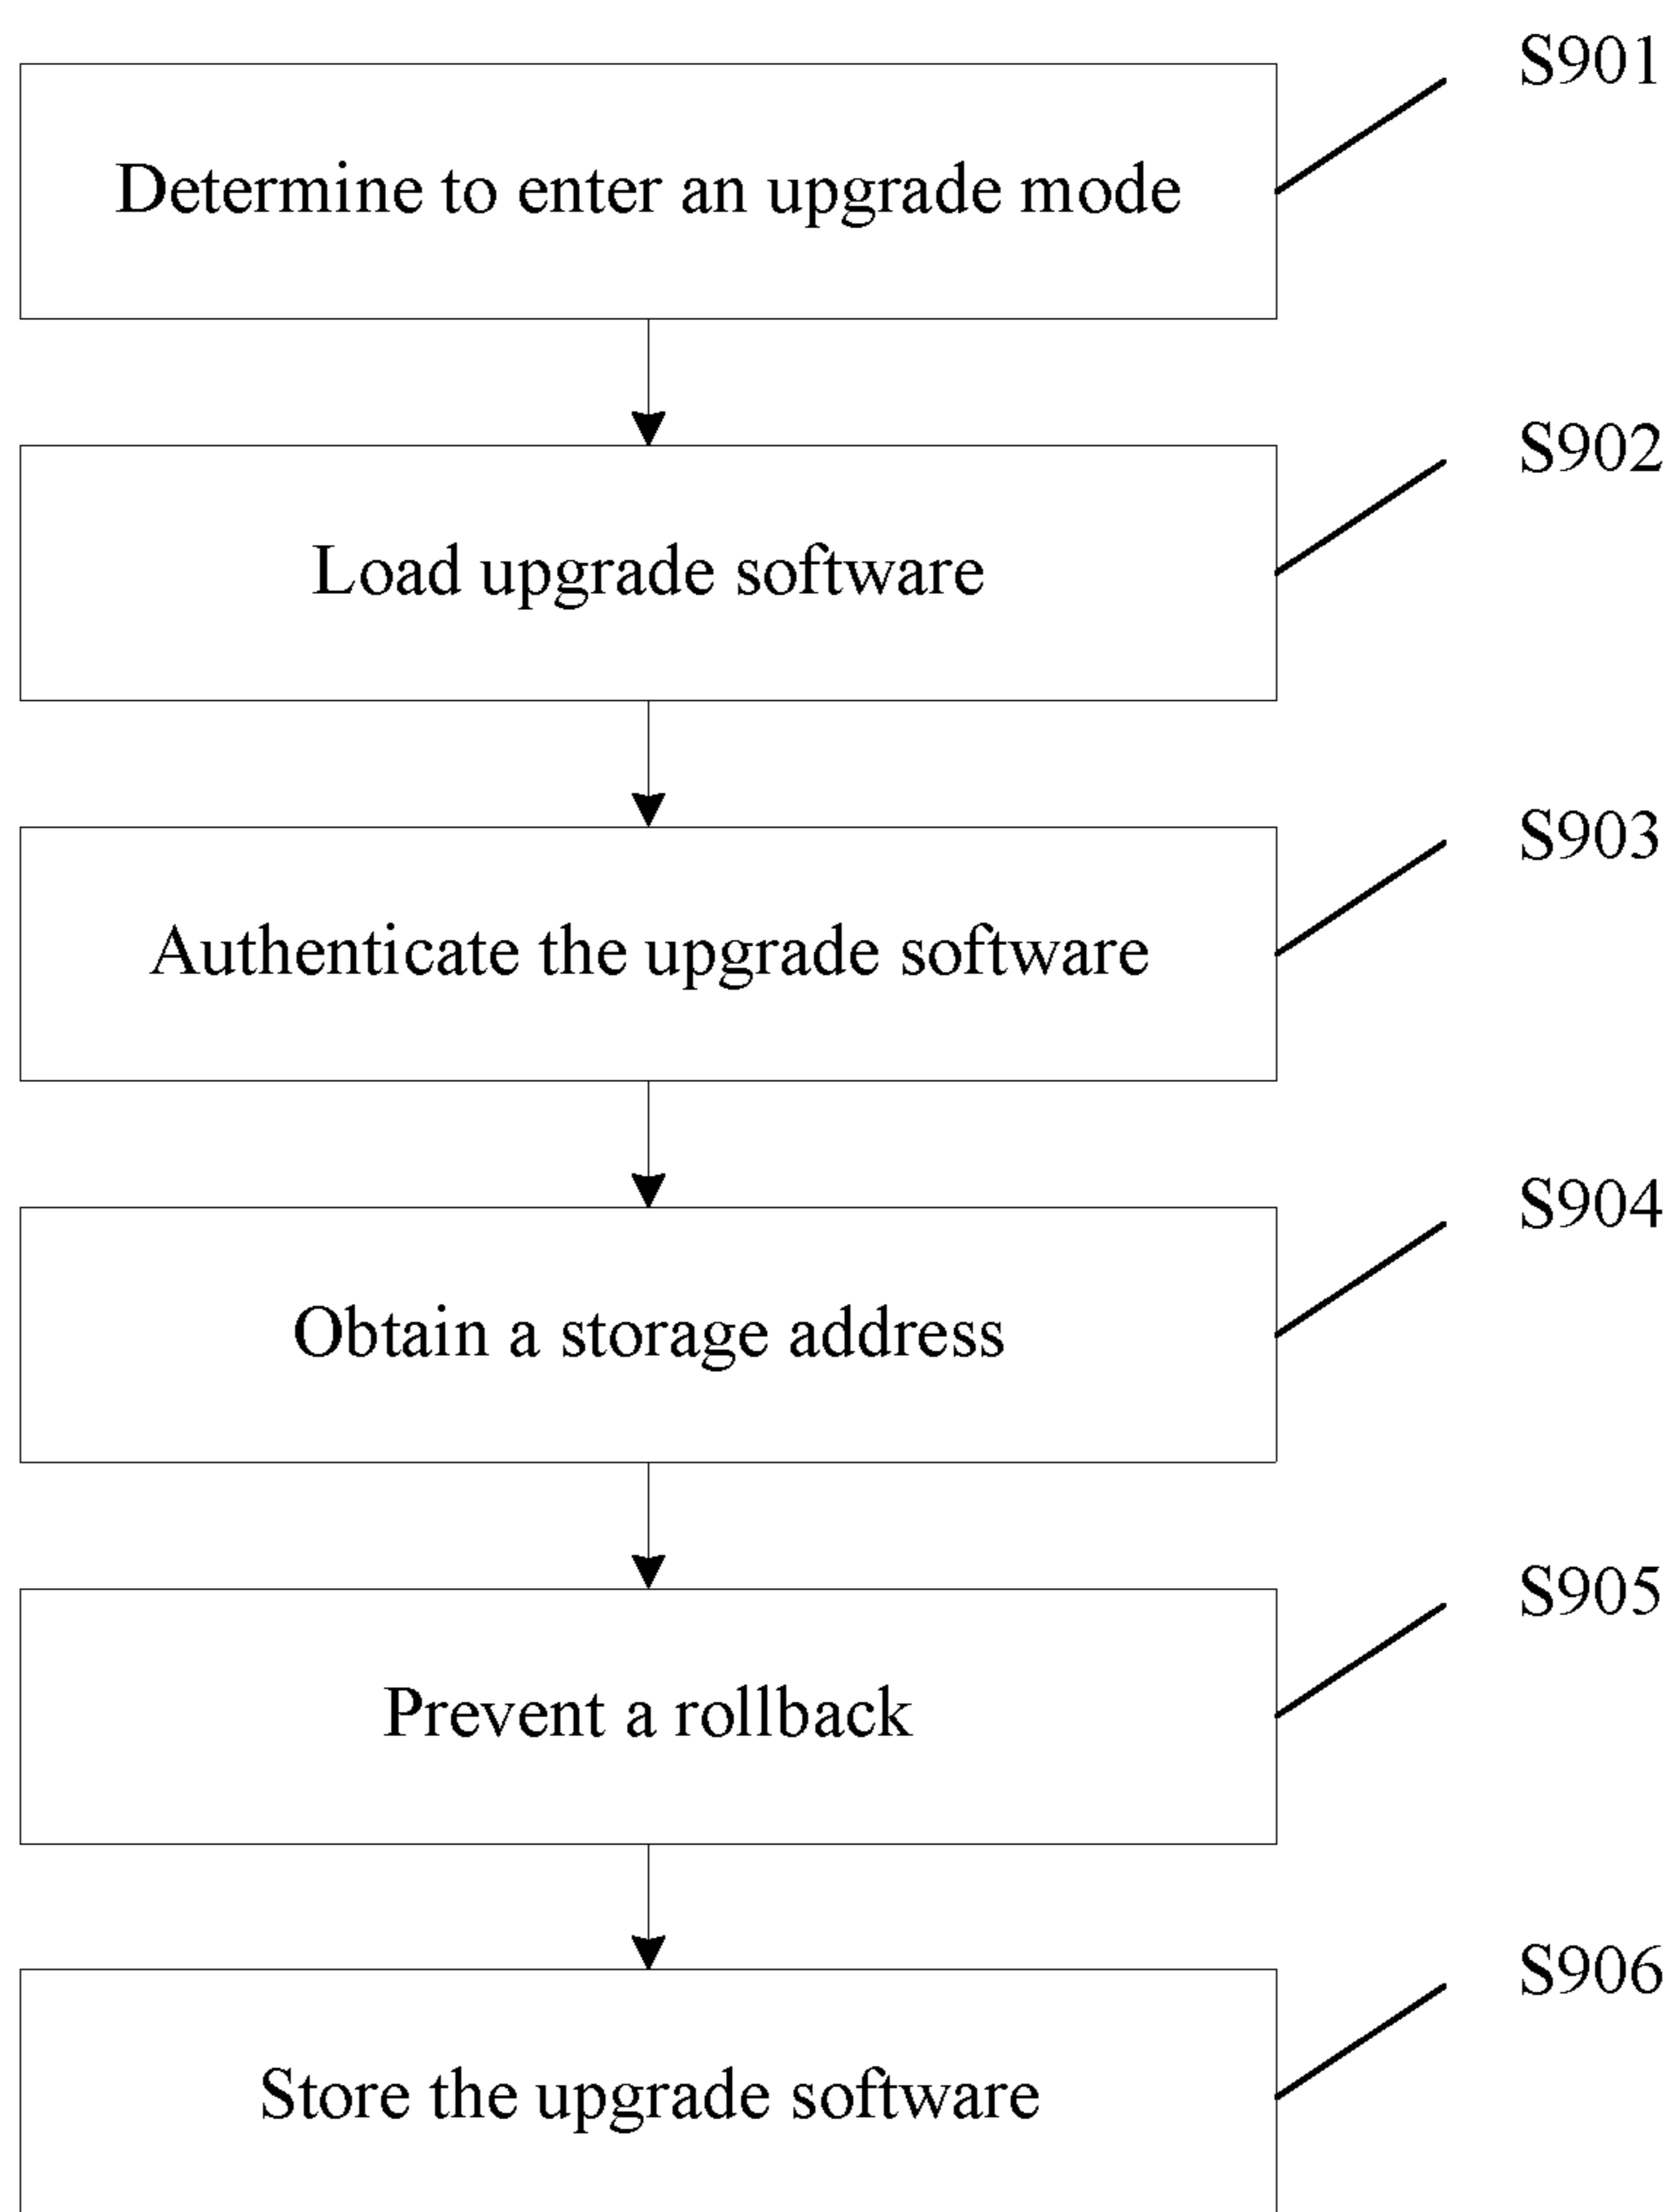 S901
Determine to enter an upgrade mode
S902
Load upgrade software
S903
Authenticate the upgrade software
S904
Obtain a storage address
S905
Prevent a rollback
S906
Store the upgrade software